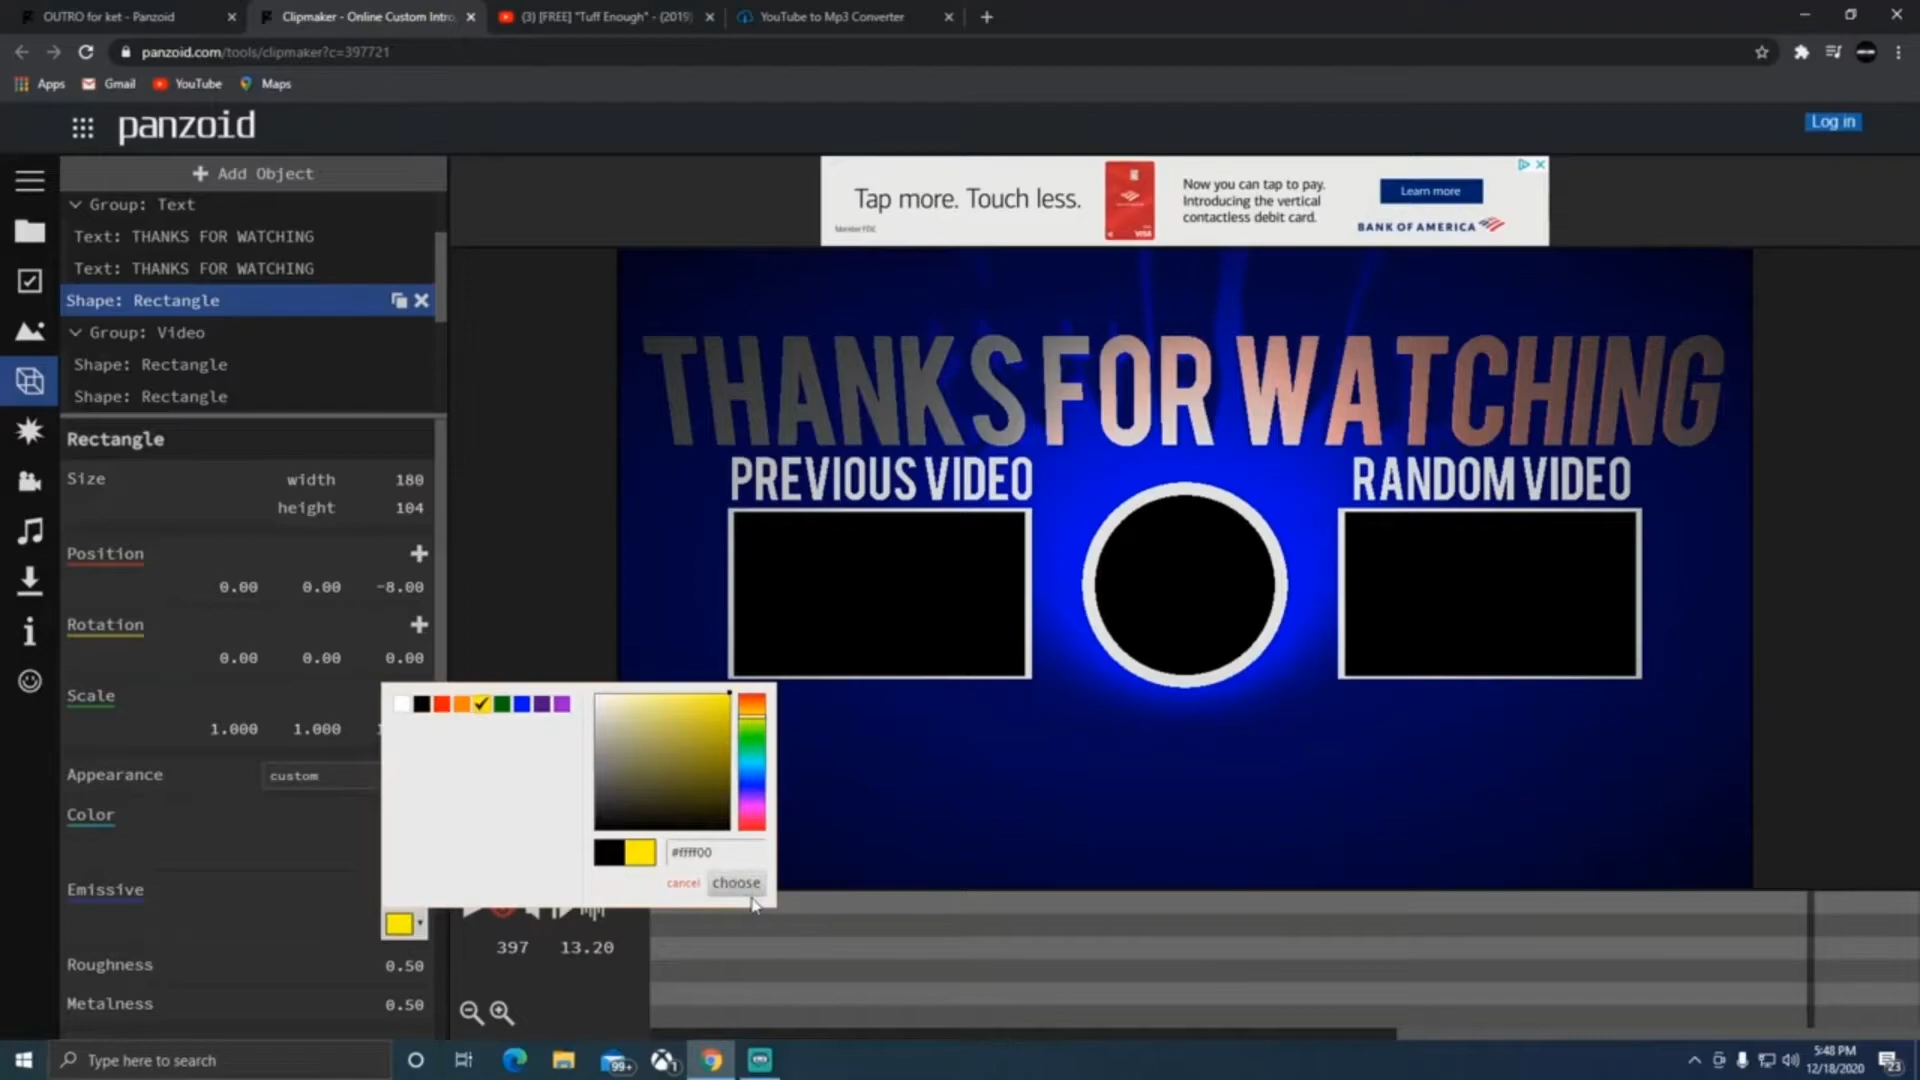 OUTRO for ket - Panzoid
Clipmaker - Online Custom Intro
(3) [FREE] "Tuff Enough" - (2019)
YouTube to Mp3 Converter
panzoid.com/tools/clipmaker?c=397721
Apps
Gmail
YouTube
Maps
panzoid
Log in
Add Object
Group: Text
Text: THANKS FOR WATCHING
Text: THANKS FOR WATCHING
Shape: Rectangle
Group: Video
Shape: Rectangle
Shape: Rectangle
Rectangle
Size width 180
height 104
Position
0.00 0.00 -8.00
Rotation
0.00 0.00 0.00
Scale
1.000 1.000
Appearance custom
Color
Emissive
Roughness 0.50
Metalness 0.50
#ffff00
cancel choose
397 13.20
Tap more. Touch less.
Member FDIC
VISA
Now you can tap to pay.
Introducing the vertical
contactless debit card.
Learn more
BANK OF AMERICA
THANKS FOR WATCHING
PREVIOUS VIDEO
RANDOM VIDEO
Type here to search
99+
1
5:48 PM
12/18/2020
23